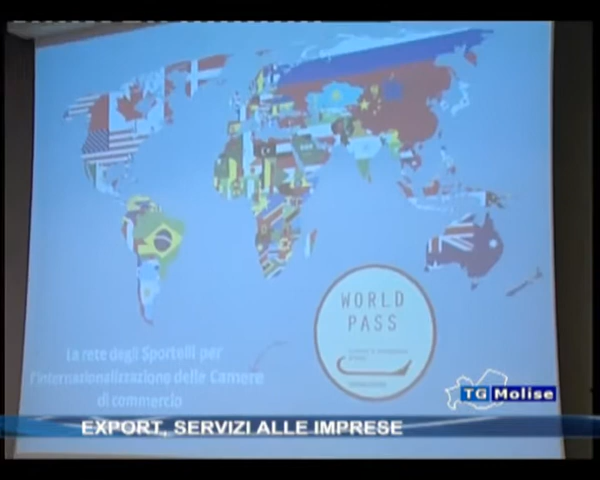 WORLD
PASS
La rete degli Sportelli per
l'internazionalizzazione delle Camere
di commercio
TG Molise
EXPORT, SERVIZI ALLE IMPRESE